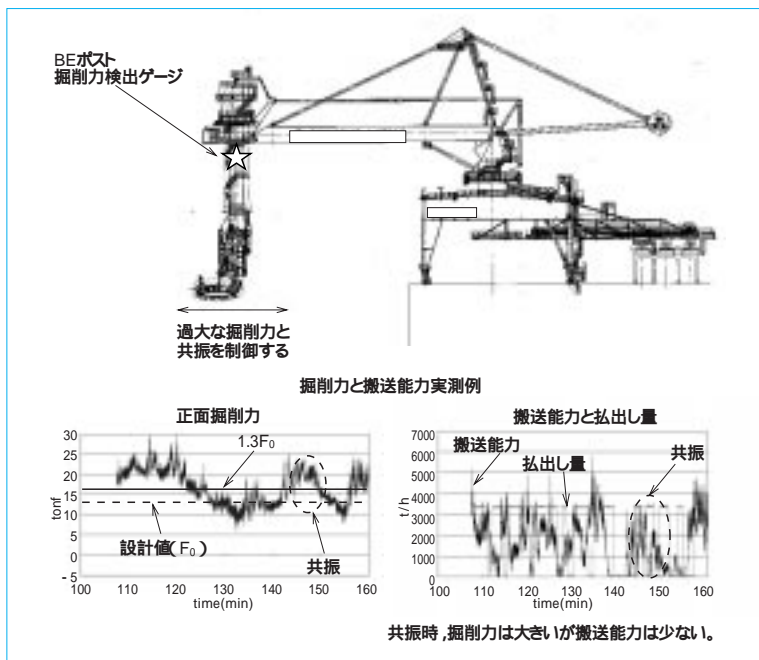 BEポスト
掘削力検出ゲージ
過大な掘削力と
共振を制御する
掘削力と搬送能力実測例
正面掘削力
30
25
20
15
10
5
0
-5
tonf
1.3F₀
設計値(F₀)
共振
100 110 120 130 140 150 160
time(min)
搬送能力と払出し量
7000
6000
5000
4000
3000
2000
1000
0
t/h
搬送能力
払出し量
共振
100 110 120 130 140 150 160
time(min)
共振時,掘削力は大きいが搬送能力は少ない。